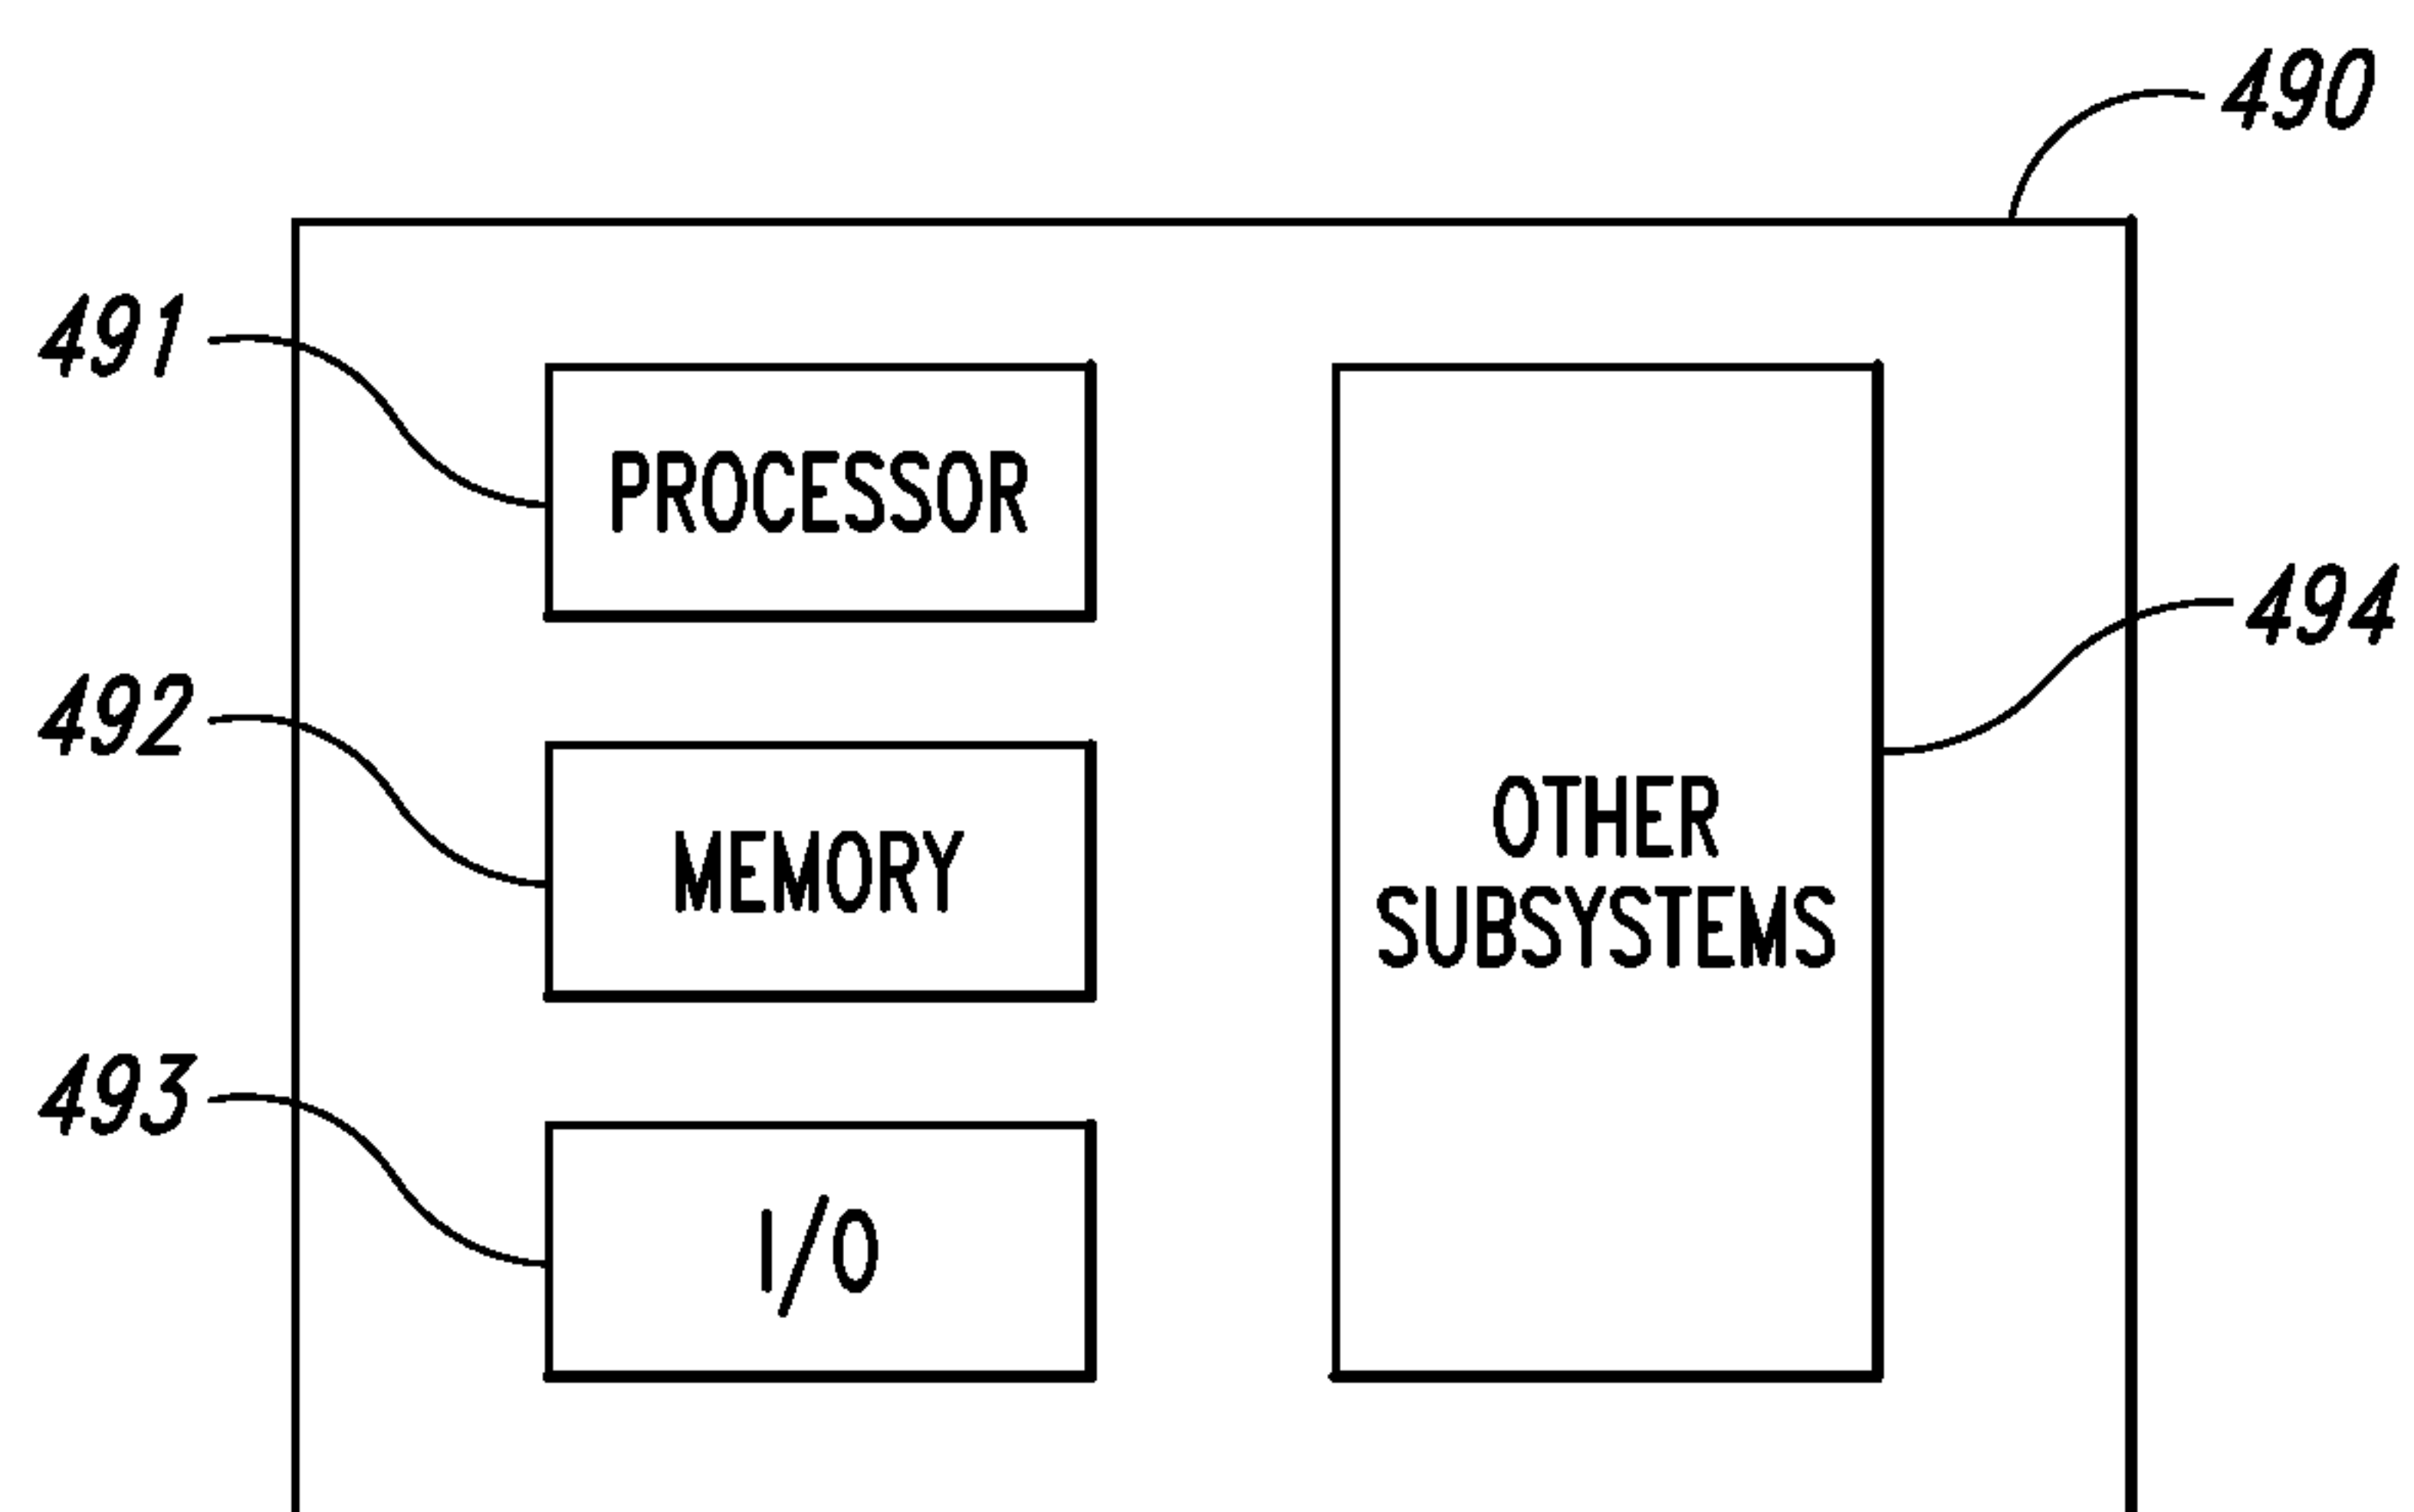 490
491
PROCESSOR
494
492
MEMORY
OTHER
SUBSYSTEMS
493
I/O